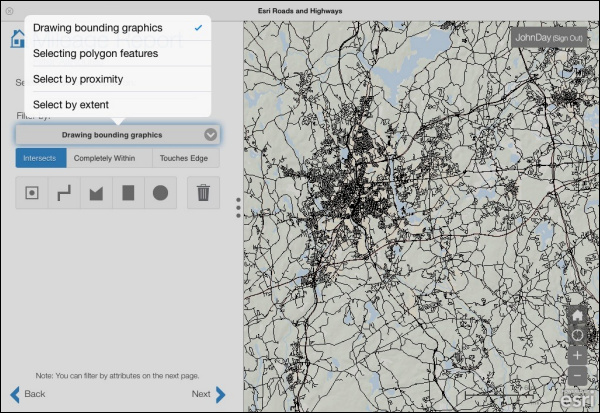 Esri Roads and Highways
Drawing bounding graphics
Selecting polygon features
Select by proximity
Select by extent
JohnDay (Sign Out)
Filter by:
Drawing bounding graphics
Intersects
Completely Within
Touches Edge
Note: You can filter by attributes on the next page.
Back
Next
esri